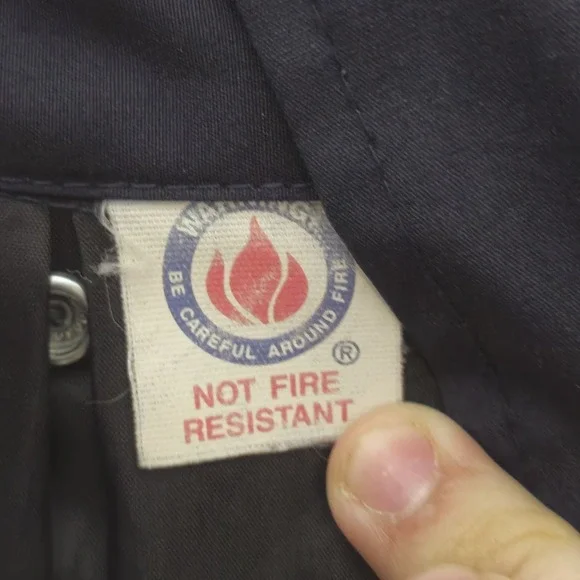 WARNING
BE CAREFUL AROUND FIRE
®
NOT FIRE
RESISTANT